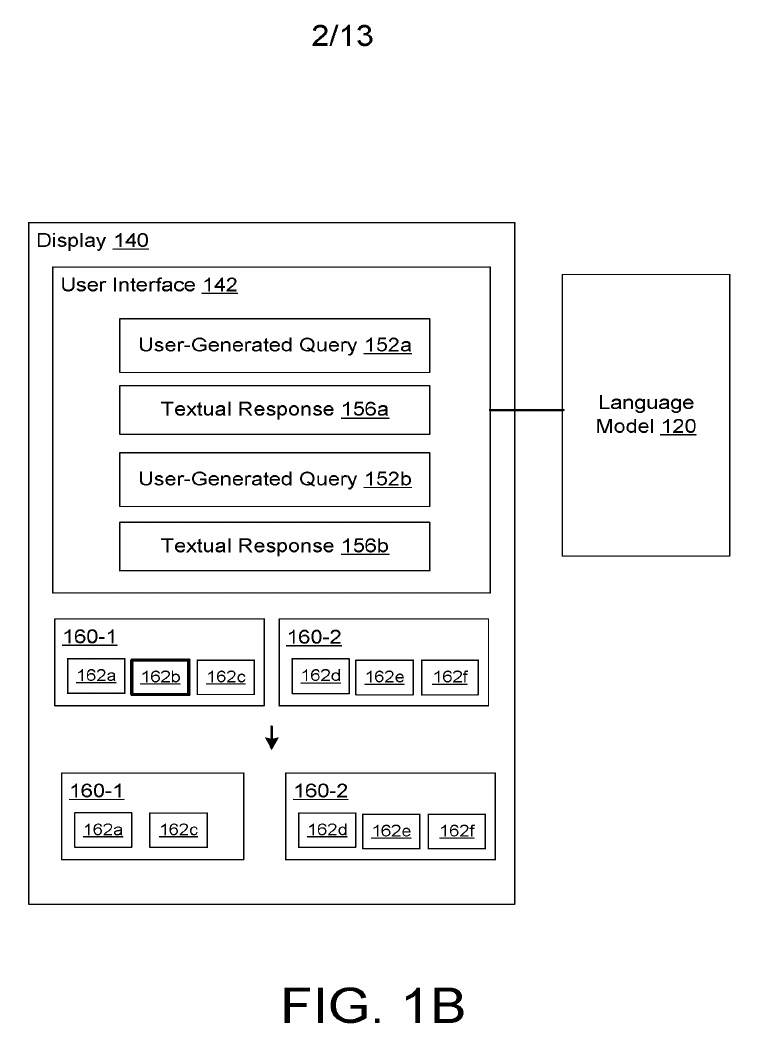 2/13
Display 140
User Interface 142
User-Generated Query 152a
Textual Response 156a
User-Generated Query 152b
Textual Response 156b
Language
Model 120
160-1
162a 162b 162c
160-2
162d 162e 162f
160-1
162a 162c
160-2
162d 162e 162f
FIG. 1B